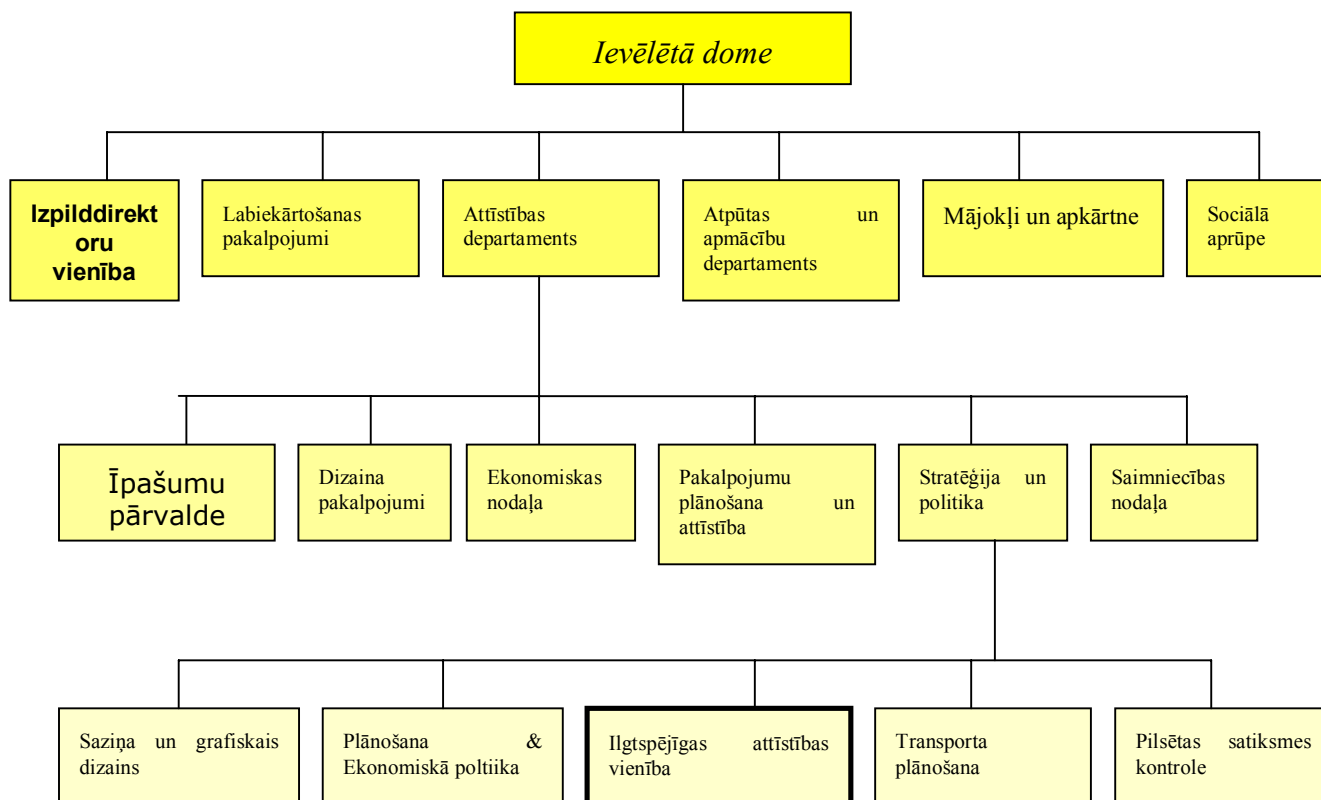 Ievēlētā dome
Izpilddirekt
oru
vienība
Labiekārtošanas
pakalpojumi
Attīstības
departaments
Atpūtas un
apmācību
departaments
Mājokļi un apkārtne
Sociālā
aprūpe
Īpašumu
pārvalde
Dizaina
pakalpojumi
Ekonomiskas
nodaļa
Pakalpojumu
plānošana un
attīstība
Stratēģija un
politika
Saimniecības
nodaļa
Saziņa un grafiskais
dizains
Plānošana &
Ekonomiskā poltiika
Ilgtspējīgas attīstības
vienība
Transporta
plānošana
Pilsētas satiksmes
kontrole